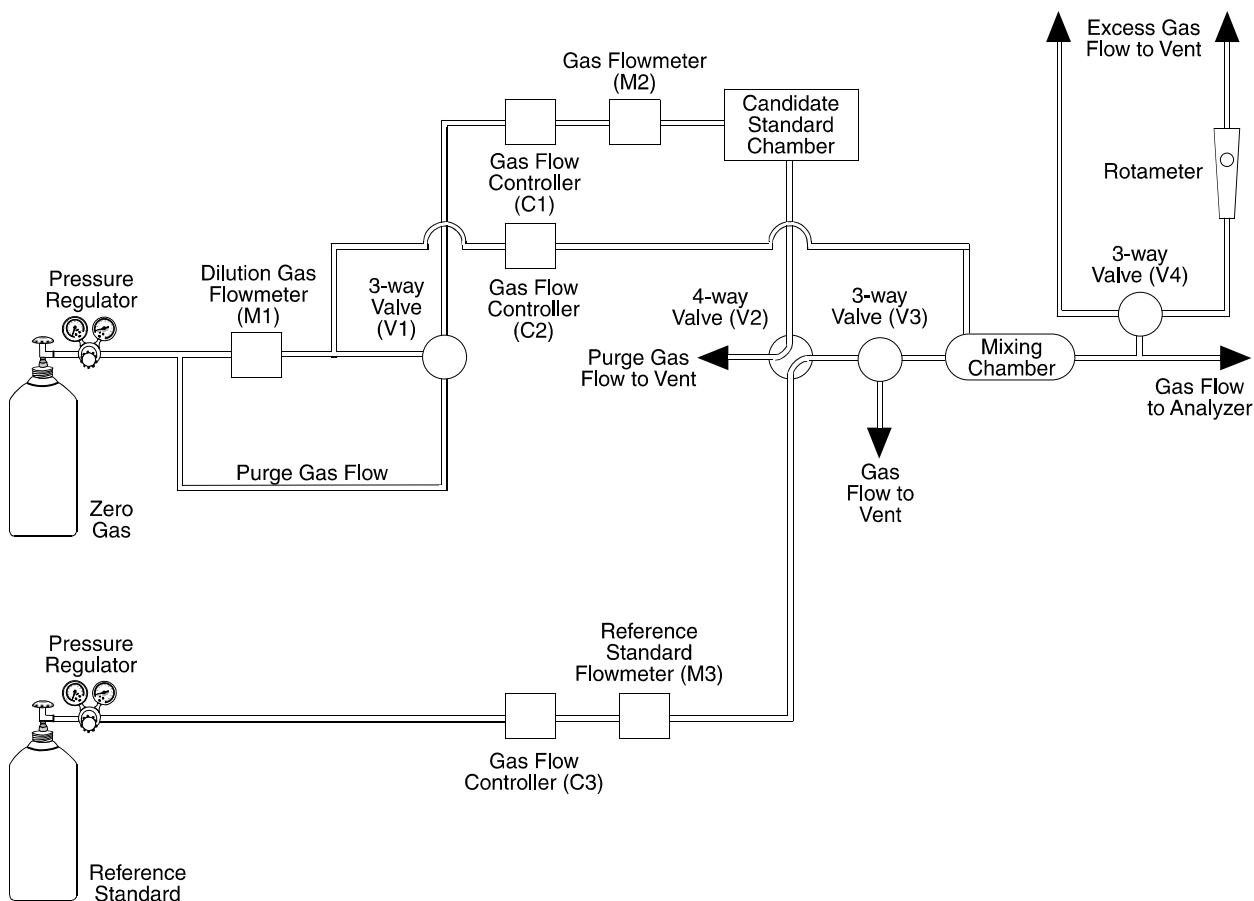 Excess Gas
Flow to Vent
Gas Flowmeter
(M2)
Candidate
Standard
Chamber
Rotameter
Gas Flow
Controller
(C1)
3-way
Valve (V4)
Pressure
Regulator
Dilution Gas
Flowmeter
(M1)
3-way
Valve
(V1)
Gas Flow
Controller
(C2)
4-way
Valve (V2)
3-way
Valve (V3)
Purge Gas
Flow to Vent
Mixing
Chamber
Gas Flow
to Analyzer
Purge Gas Flow
Gas
Flow to
Vent
Zero
Gas
Pressure
Regulator
Reference
Standard
Flowmeter (M3)
Gas Flow
Controller (C3)
Reference
Standard